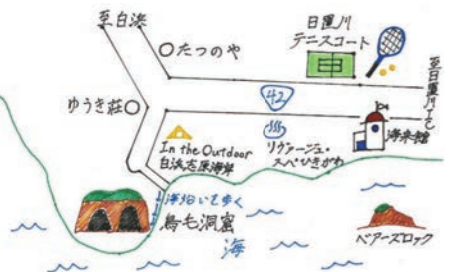 至白浜
たつのや
日置川
テニスコート
至日置川I.C
ゆうき荘
42
In the Outdoor
白浜志原海岸
リヴァージュ・
スパひきがわ
海来館
海沿いを歩く
鳥毛洞窟
海
ベアーズロック